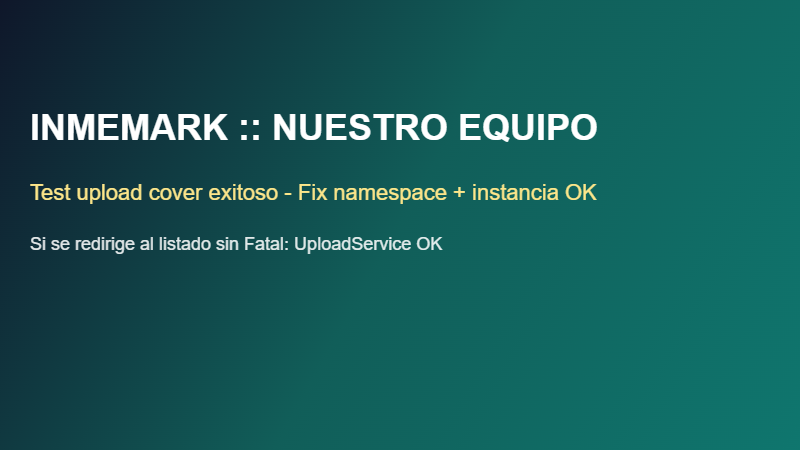 INMEMARK :: NUESTRO EQUIPO
Test upload cover exitoso - Fix namespace + instancia OK
Si se redirige al listado sin Fatal: UploadService OK